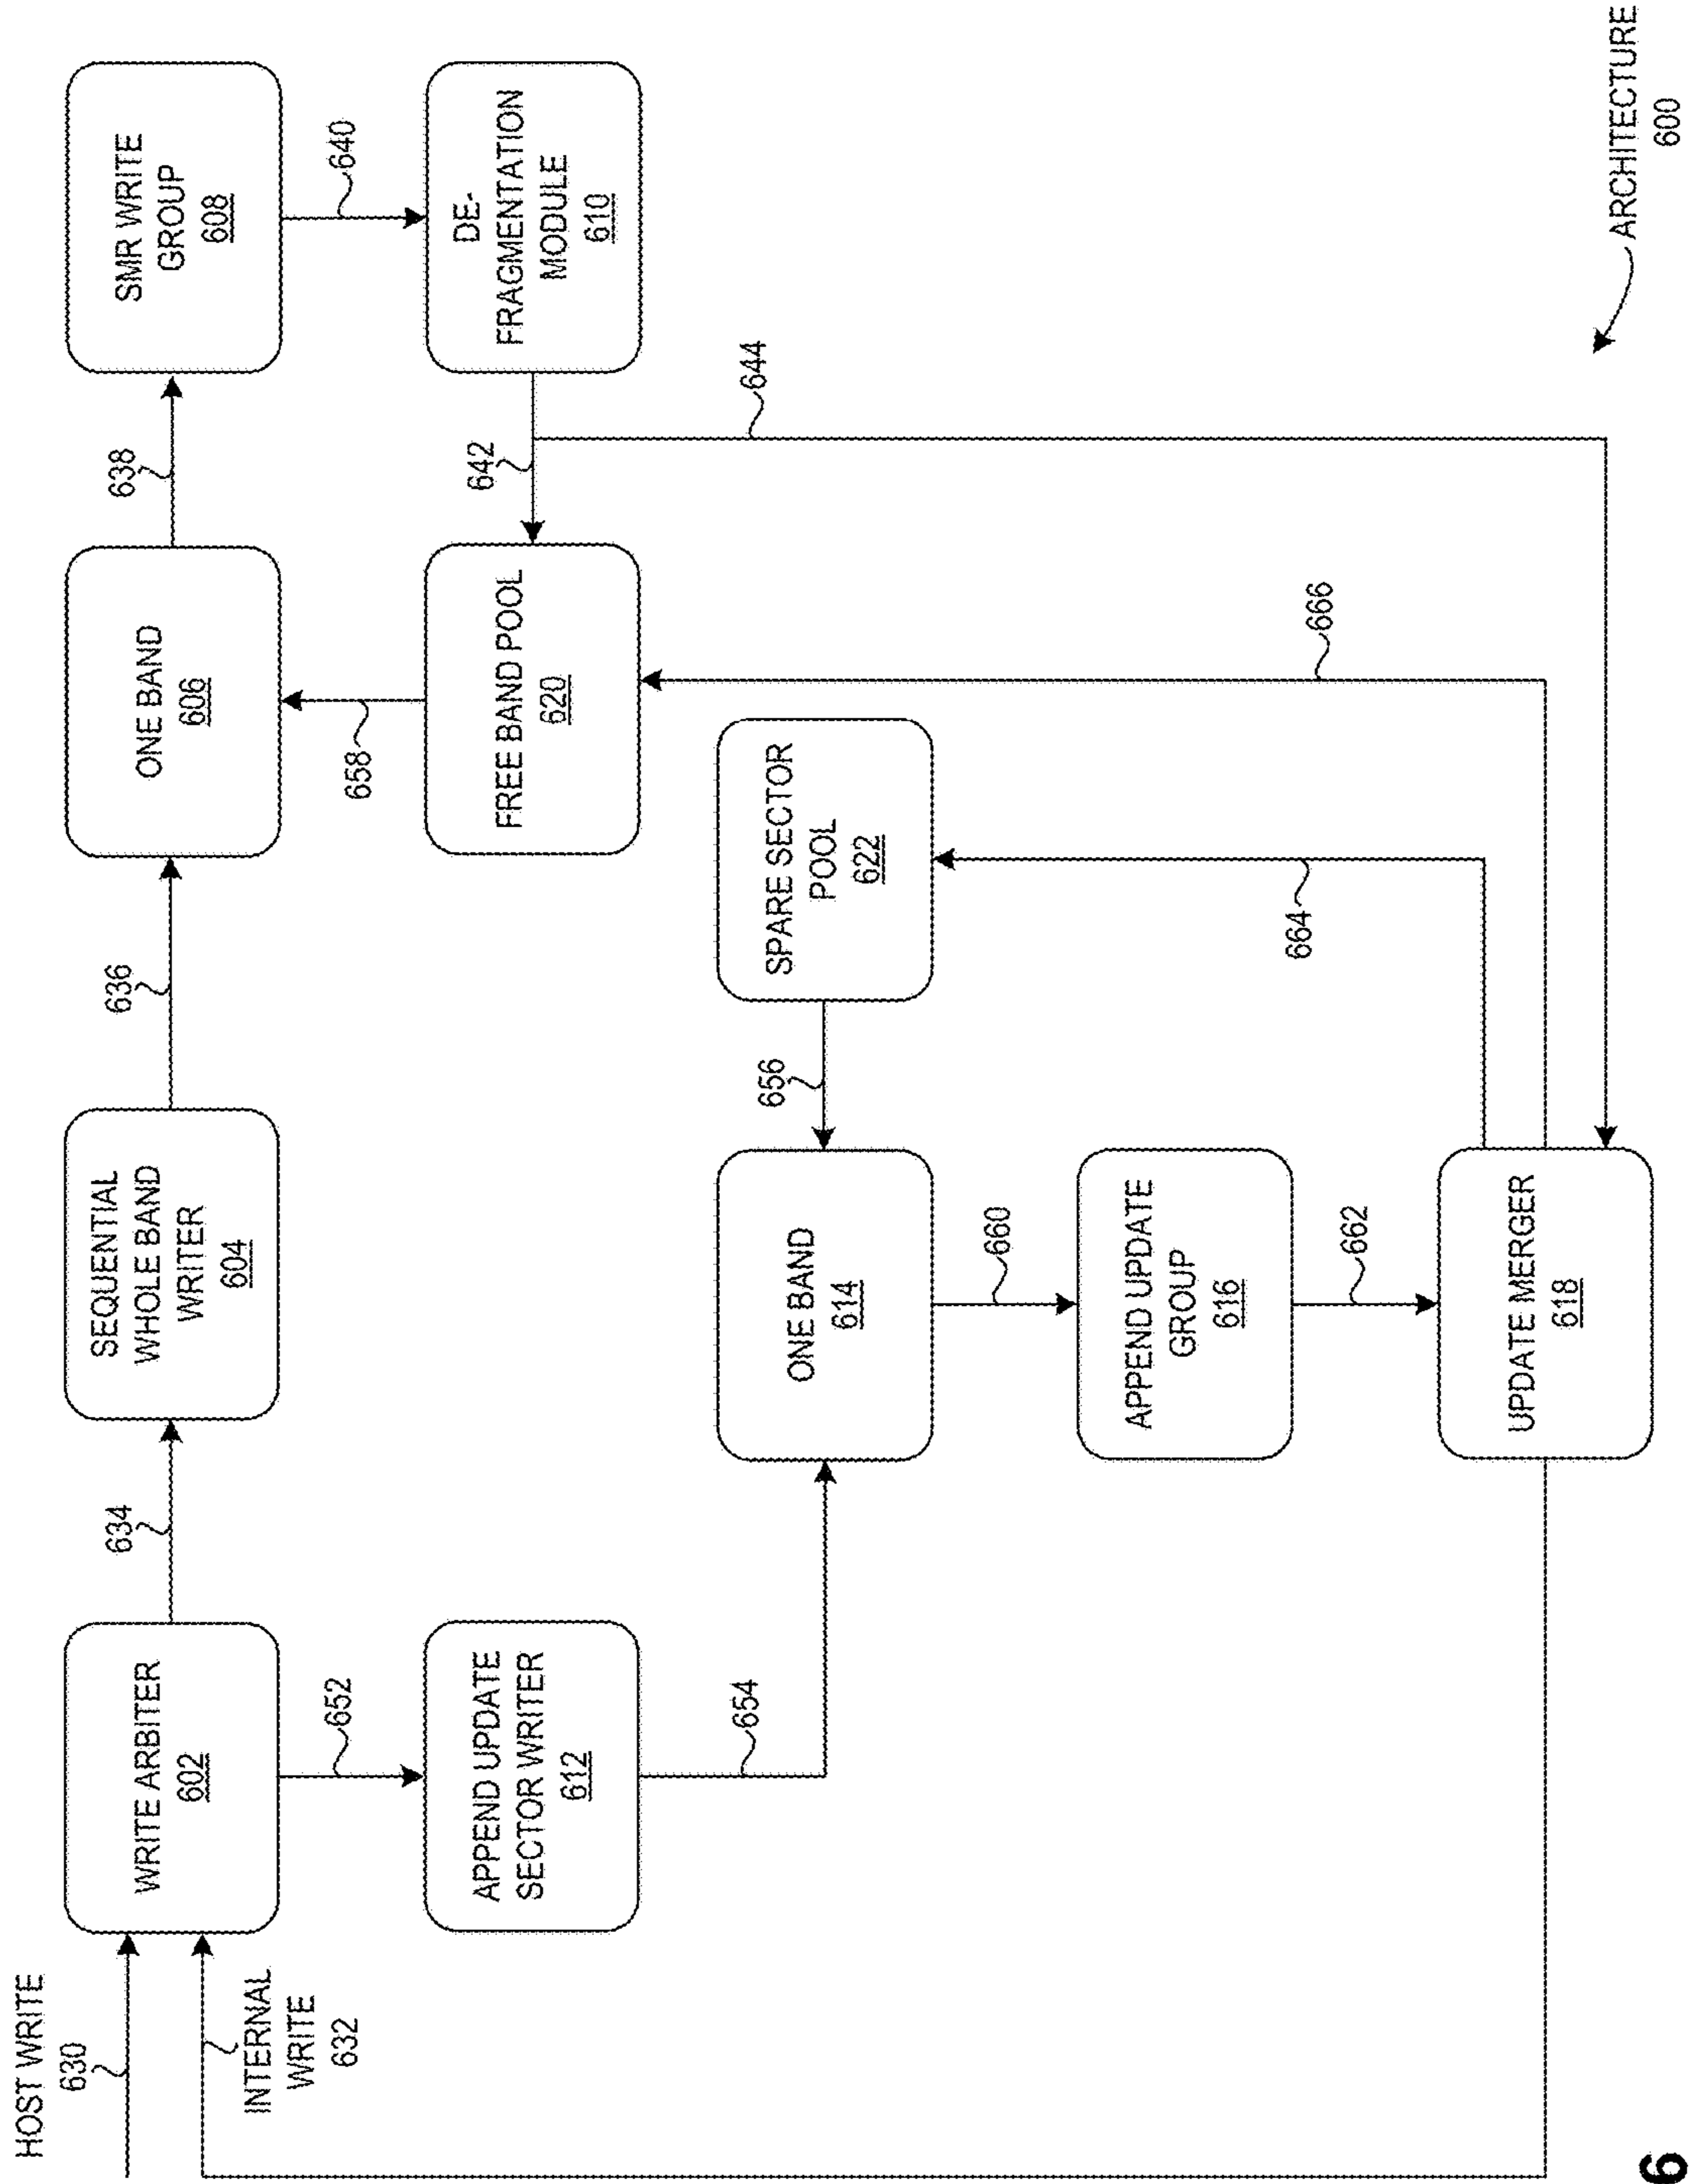 HOST WRITE
630
INTERNAL
WRITE
632
WRITE ARBITER
602
634
SEQUENTIAL
WHOLE BAND
WRITER
604
636
ONE BAND
606
638
SMR WRITE
GROUP
608
640
DE-
FRAGMENTATION
MODULE
610
642
644
FREE BAND POOL
620
658
652
APPEND UPDATE
SECTOR WRITER
612
654
ONE BAND
614
656
SPARE SECTOR
POOL
622
660
APPEND UPDATE
GROUP
616
662
UPDATE MERGER
618
664
666
ARCHITECTURE
600
6